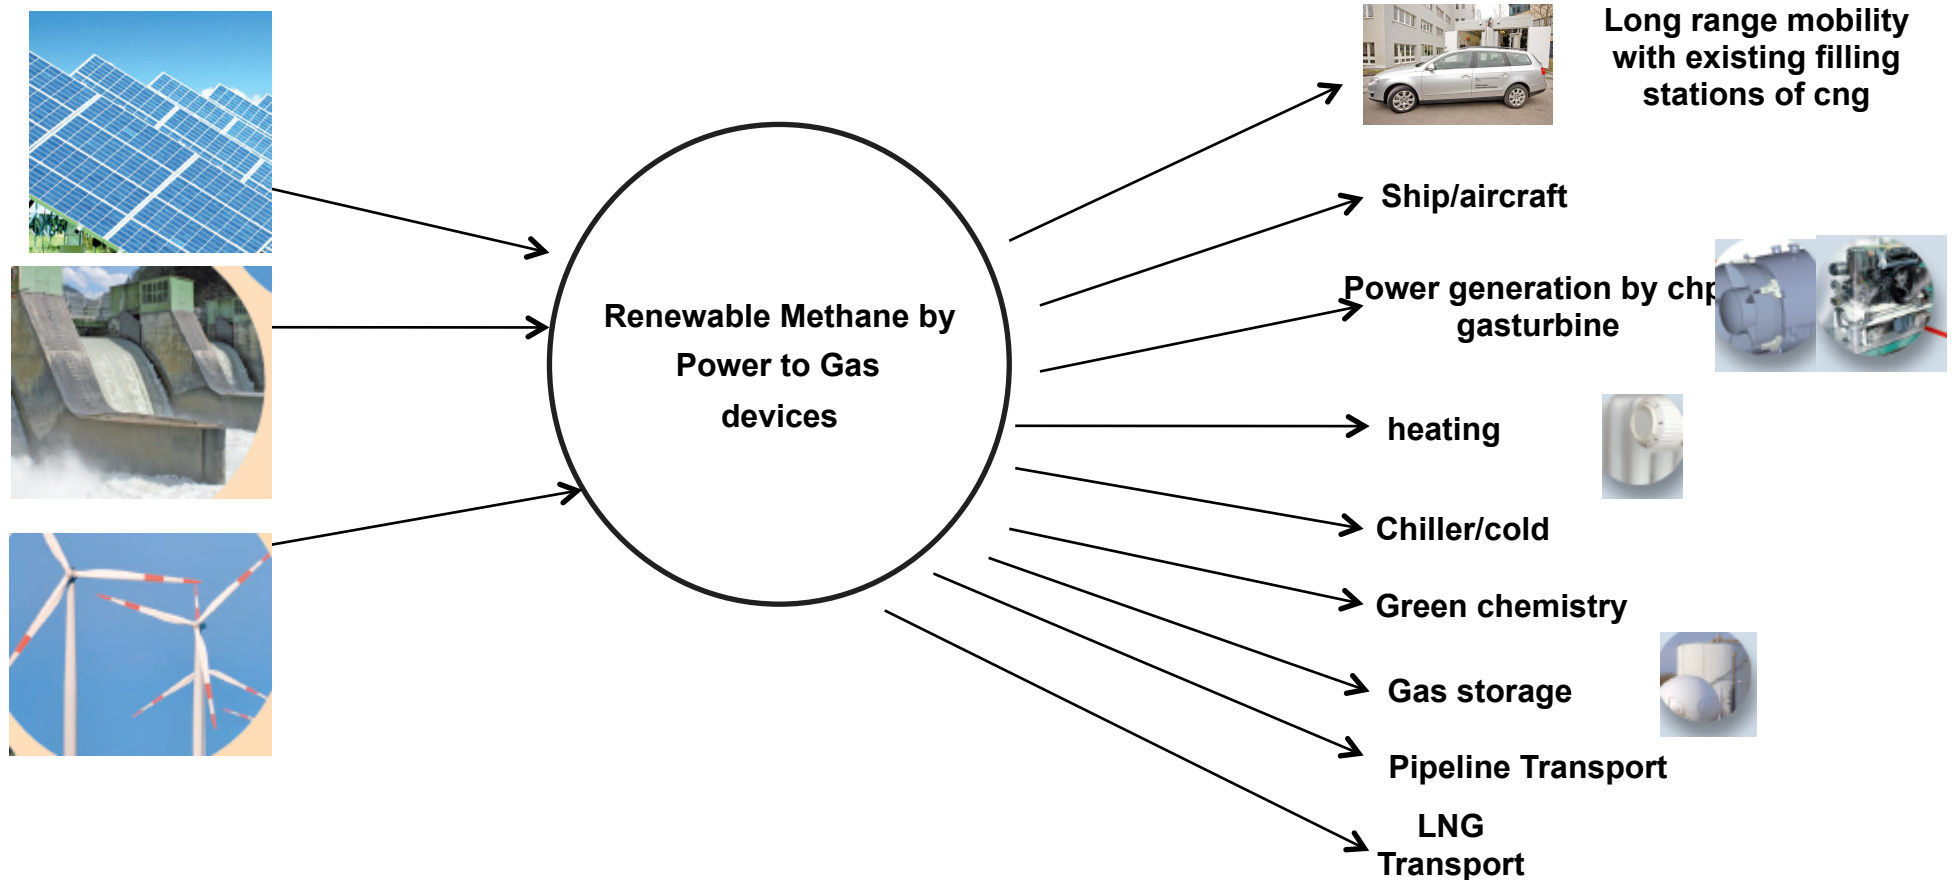 Long range mobility
with existing filling
stations of cng
Ship/aircraft
Renewable Methane by
Power to Gas
devices
Power generation by chp
gasturbine
heating
Chiller/cold
Green chemistry
Gas storage
Pipeline Transport
LNG
Transport